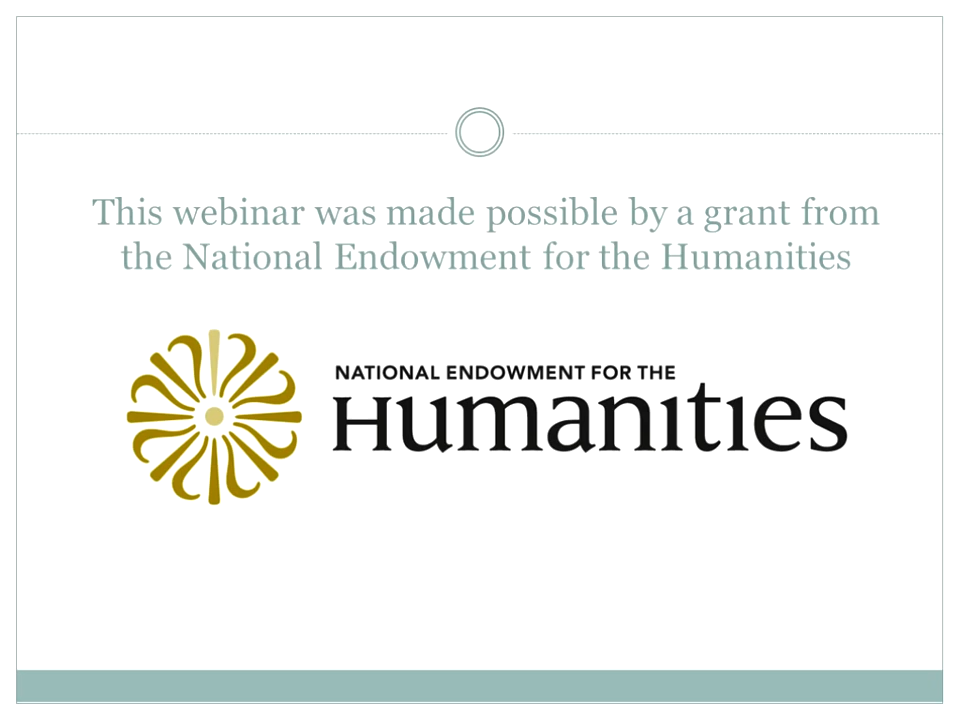 This webinar was made possible by a grant from
the National Endowment for the Humanities
NATIONAL ENDOWMENT FOR THE
Humanities